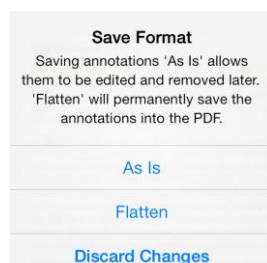 Save Format
Saving annotations 'As Is' allows
them to be edited and removed later.
'Flatten' will permanently save the
annotations into the PDF.
As Is
Flatten
Discard Changes